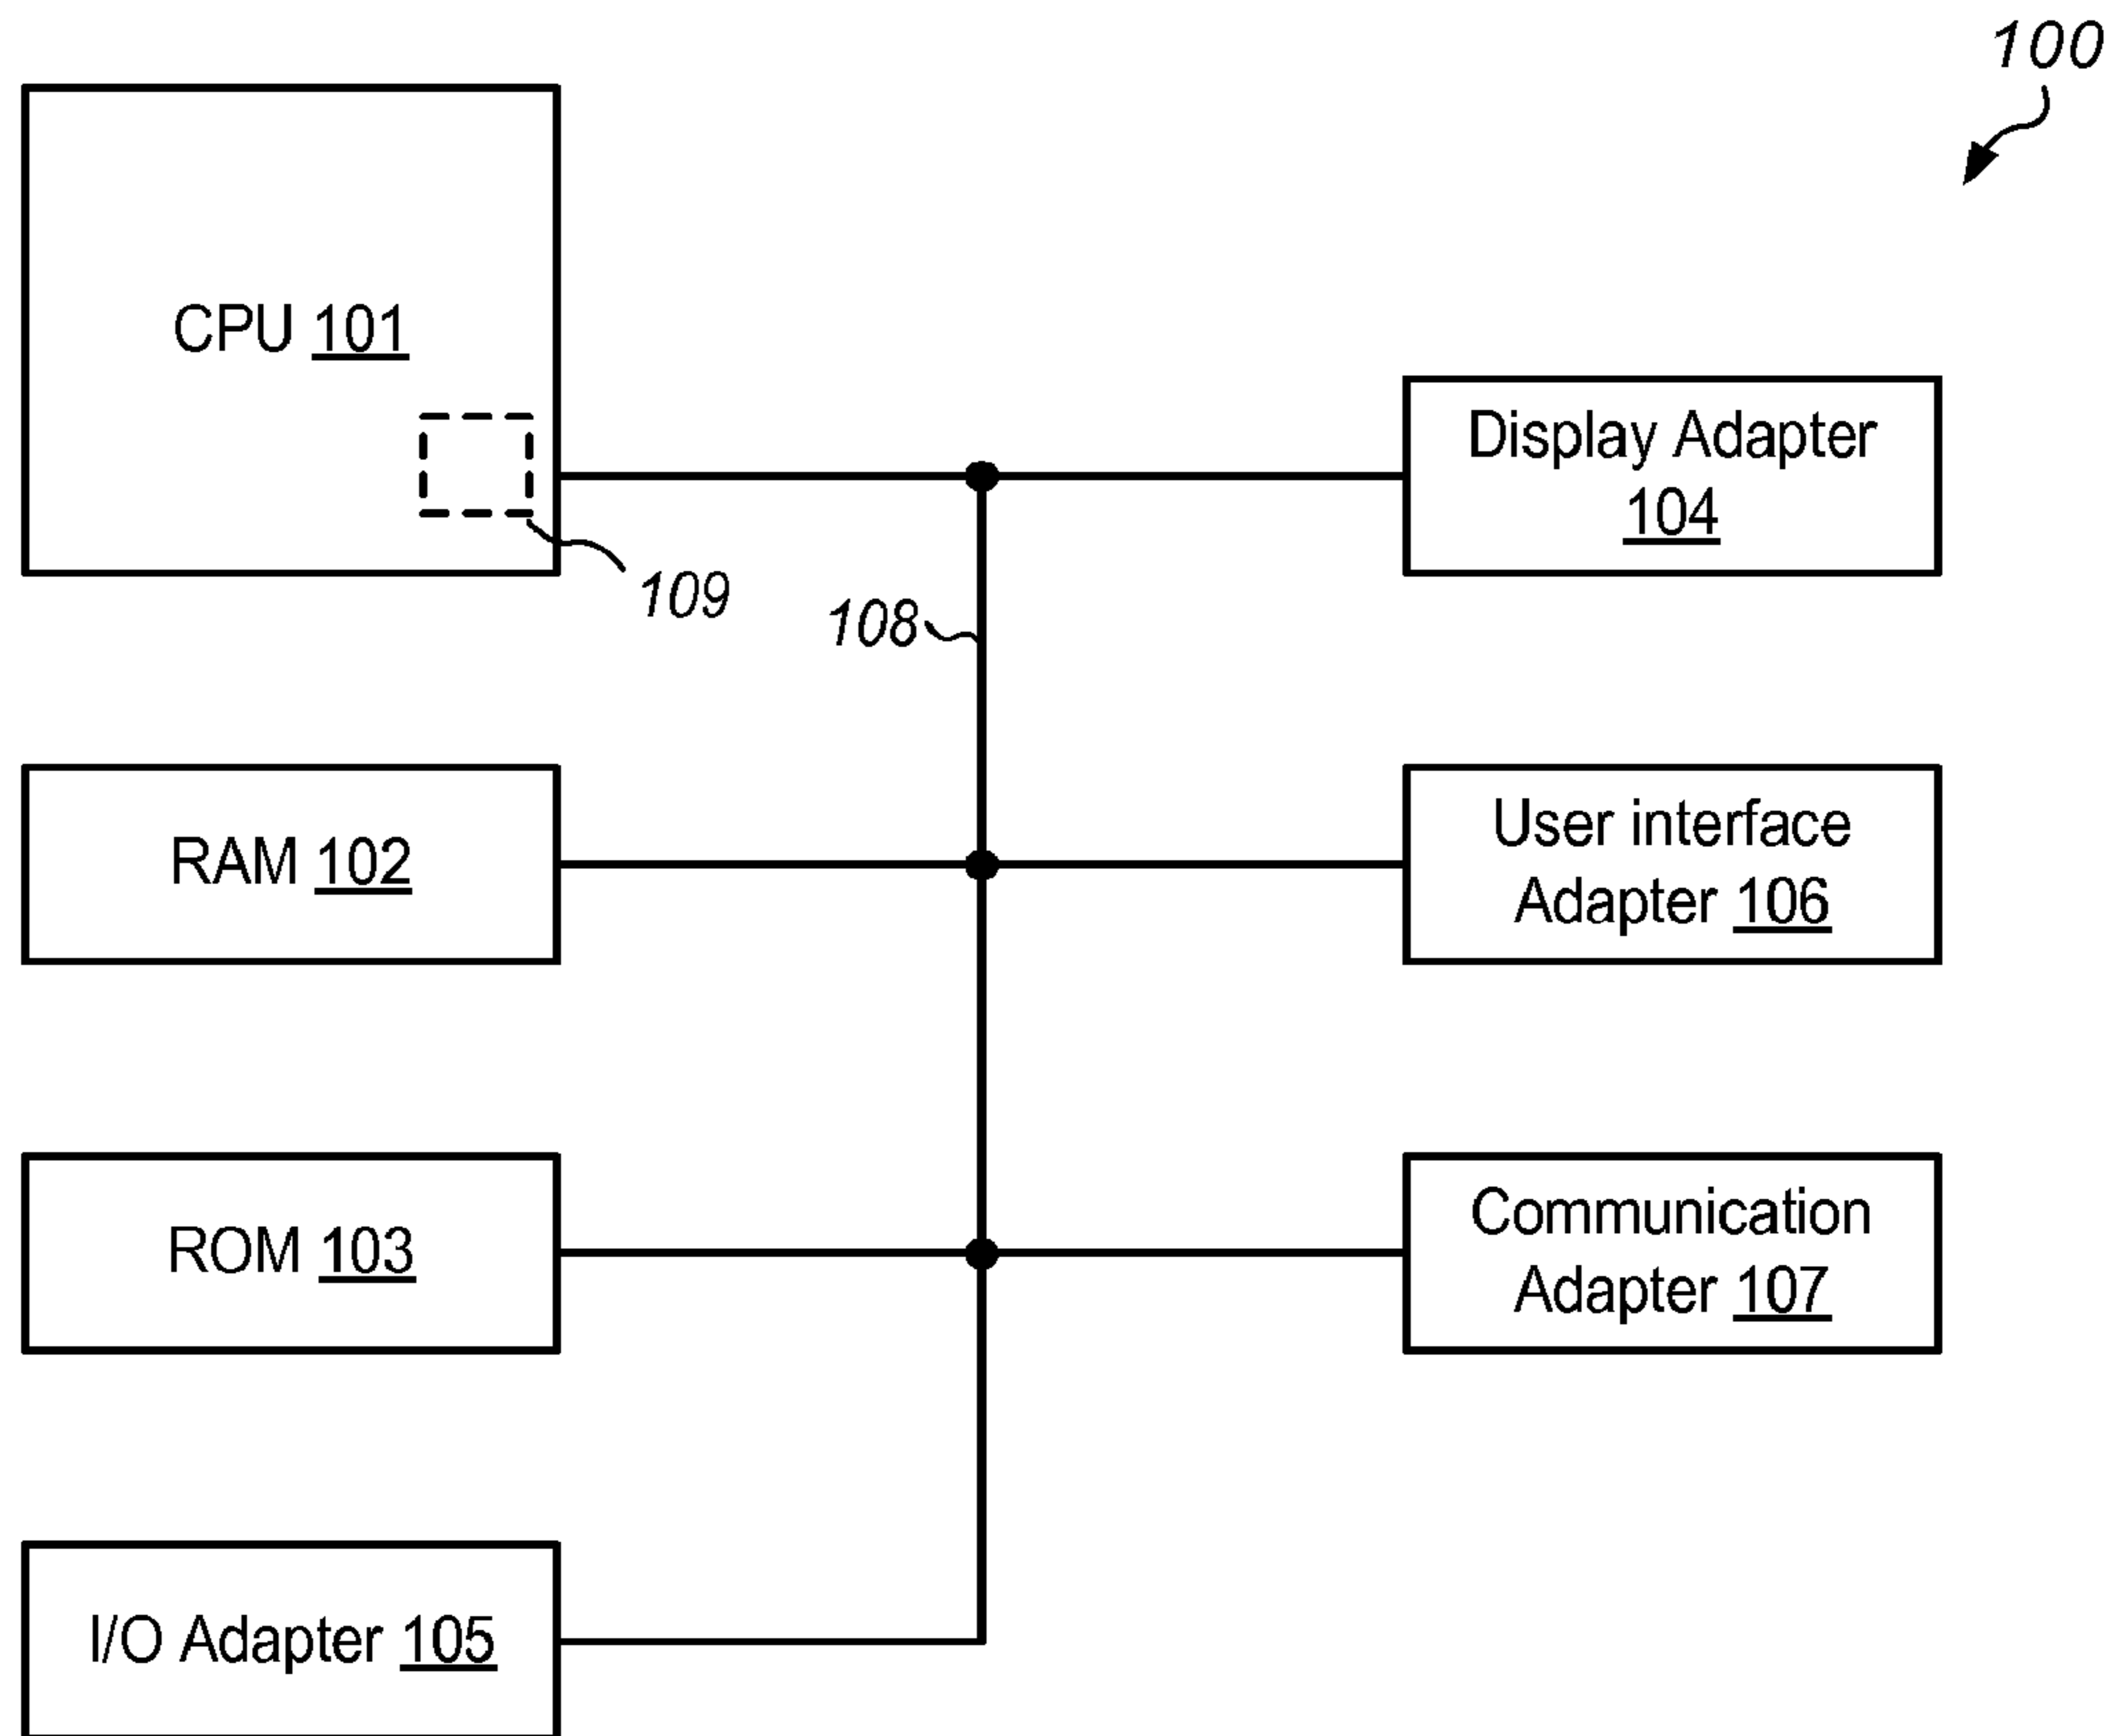 100
CPU 101
Display Adapter
104
109
108
RAM 102
User interface
Adapter 106
ROM 103
Communication
Adapter 107
I/O Adapter 105